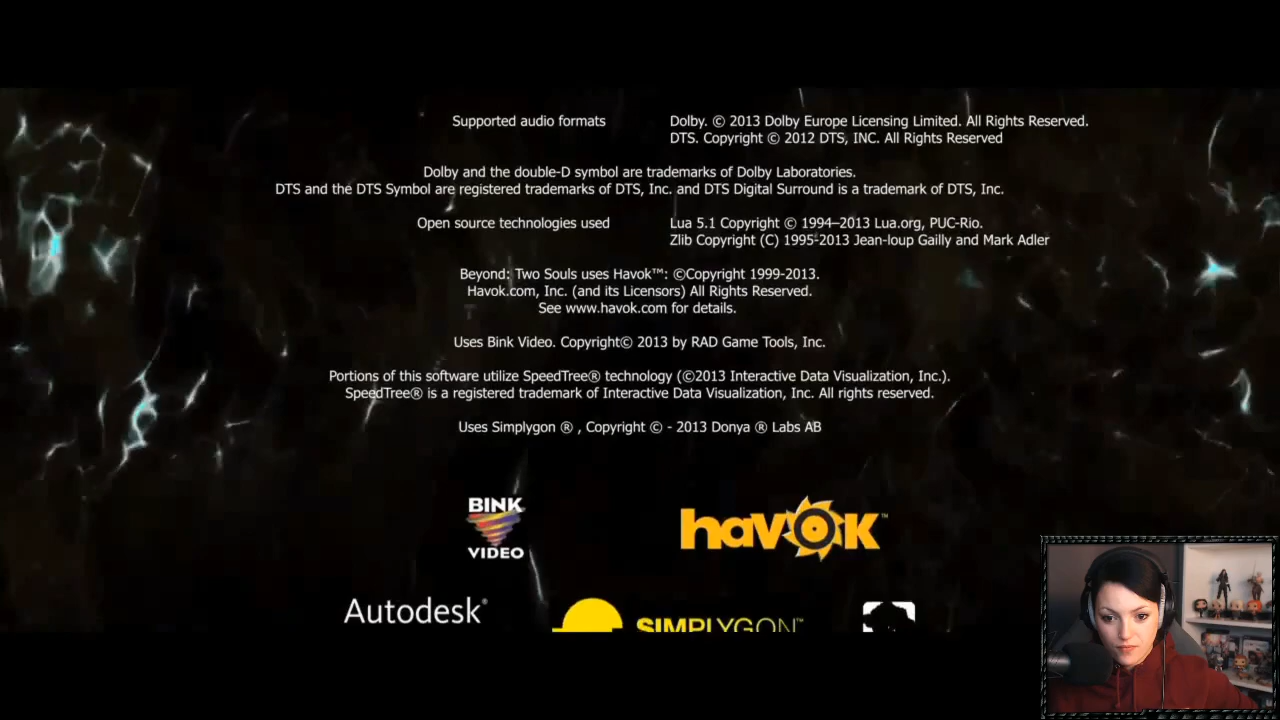 Supported audio formats Dolby. © 2013 Dolby Europe Licensing Limited. All Rights Reserved.
DTS. Copyright © 2012 DTS, INC. All Rights Reserved
Dolby and the double-D symbol are trademarks of Dolby Laboratories.
DTS and the DTS Symbol are registered trademarks of DTS, Inc. and DTS Digital Surround is a trademark of DTS, Inc.
Open source technologies used Lua 5.1 Copyright © 1994–2013 Lua.org, PUC-Rio.
Zlib Copyright (C) 1995-2013 Jean-loup Gailly and Mark Adler
Beyond: Two Souls uses Havok™: ©Copyright 1999-2013.
Havok.com, Inc. (and its Licensors) All Rights Reserved.
See www.havok.com for details.
Uses Bink Video. Copyright© 2013 by RAD Game Tools, Inc.
Portions of this software utilize SpeedTree® technology (©2013 Interactive Data Visualization, Inc.).
SpeedTree® is a registered trademark of Interactive Data Visualization, Inc. All rights reserved.
Uses Simplygon ® , Copyright © - 2013 Donya ® Labs AB
BINK
VIDEO
havok™
Autodesk®
SIMPLYGON™